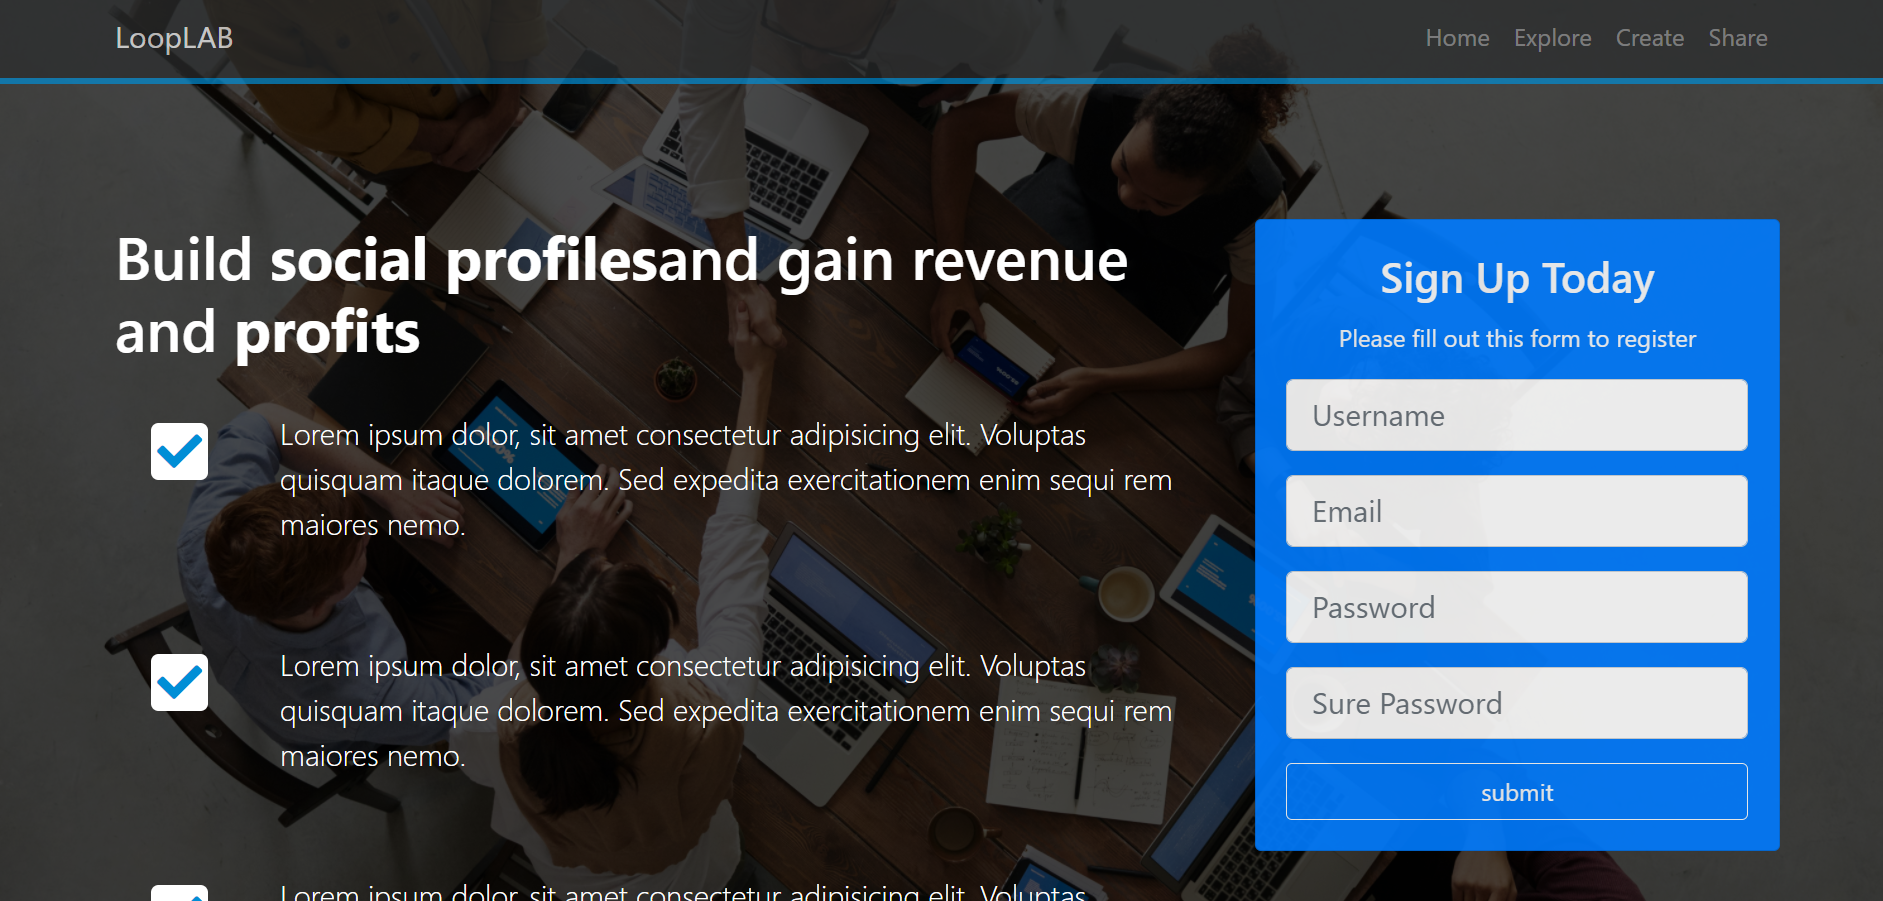 LoopLAB
Home Explore Create Share
Build social profilesand gain revenue
and profits
Lorem ipsum dolor, sit amet consectetur adipisicing elit. Voluptas
quisquam itaque dolorem. Sed expedita exercitationem enim sequi rem
maiores nemo.
Lorem ipsum dolor, sit amet consectetur adipisicing elit. Voluptas
quisquam itaque dolorem. Sed expedita exercitationem enim sequi rem
maiores nemo.
Lorem ipsum dolor, sit amet consectetur adipisicing elit. Voluptas
Sign Up Today
Please fill out this form to register
Username
Email
Password
Sure Password
submit